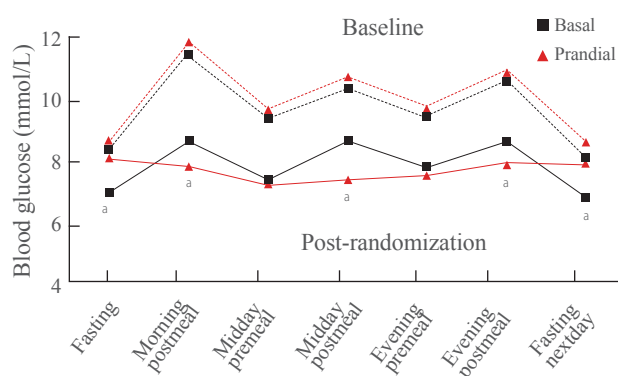 Baseline
Basal
Prandial
Blood glucose (mmol/L)
12
10
8
6
4
a
a
a
a
a
Post-randomization
Fasting
Morning
postmeal
Midday
premeal
Midday
postmeal
Evening
premeal
Evening
postmeal
Fasting
nextday